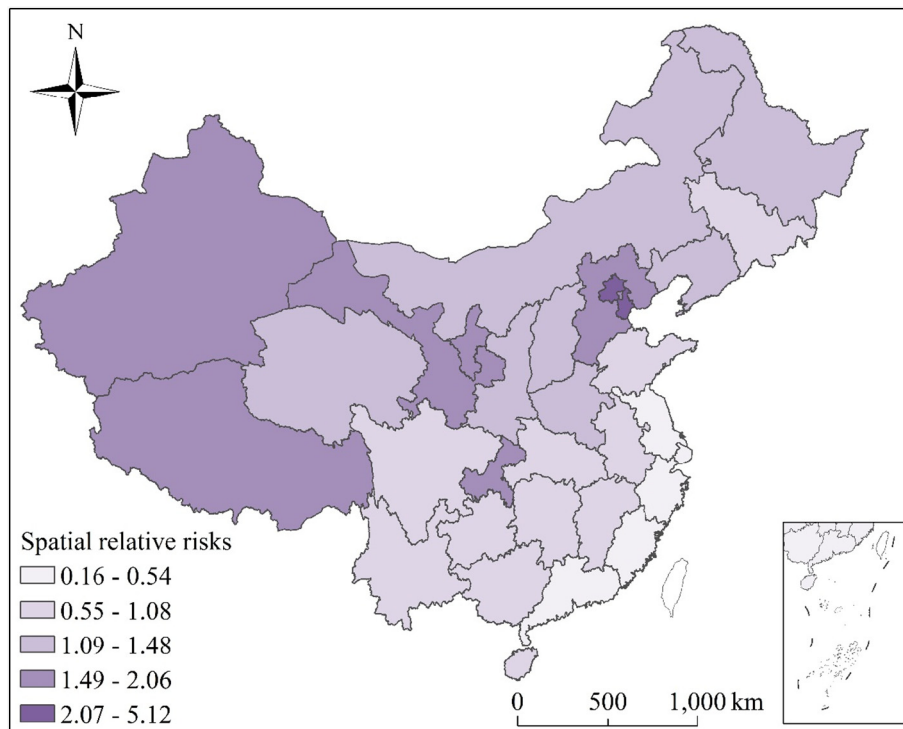 N
Spatial relative risks
0.16 - 0.54
0.55 - 1.08
1.09 - 1.48
1.49 - 2.06
2.07 - 5.12
0 500 1,000 km